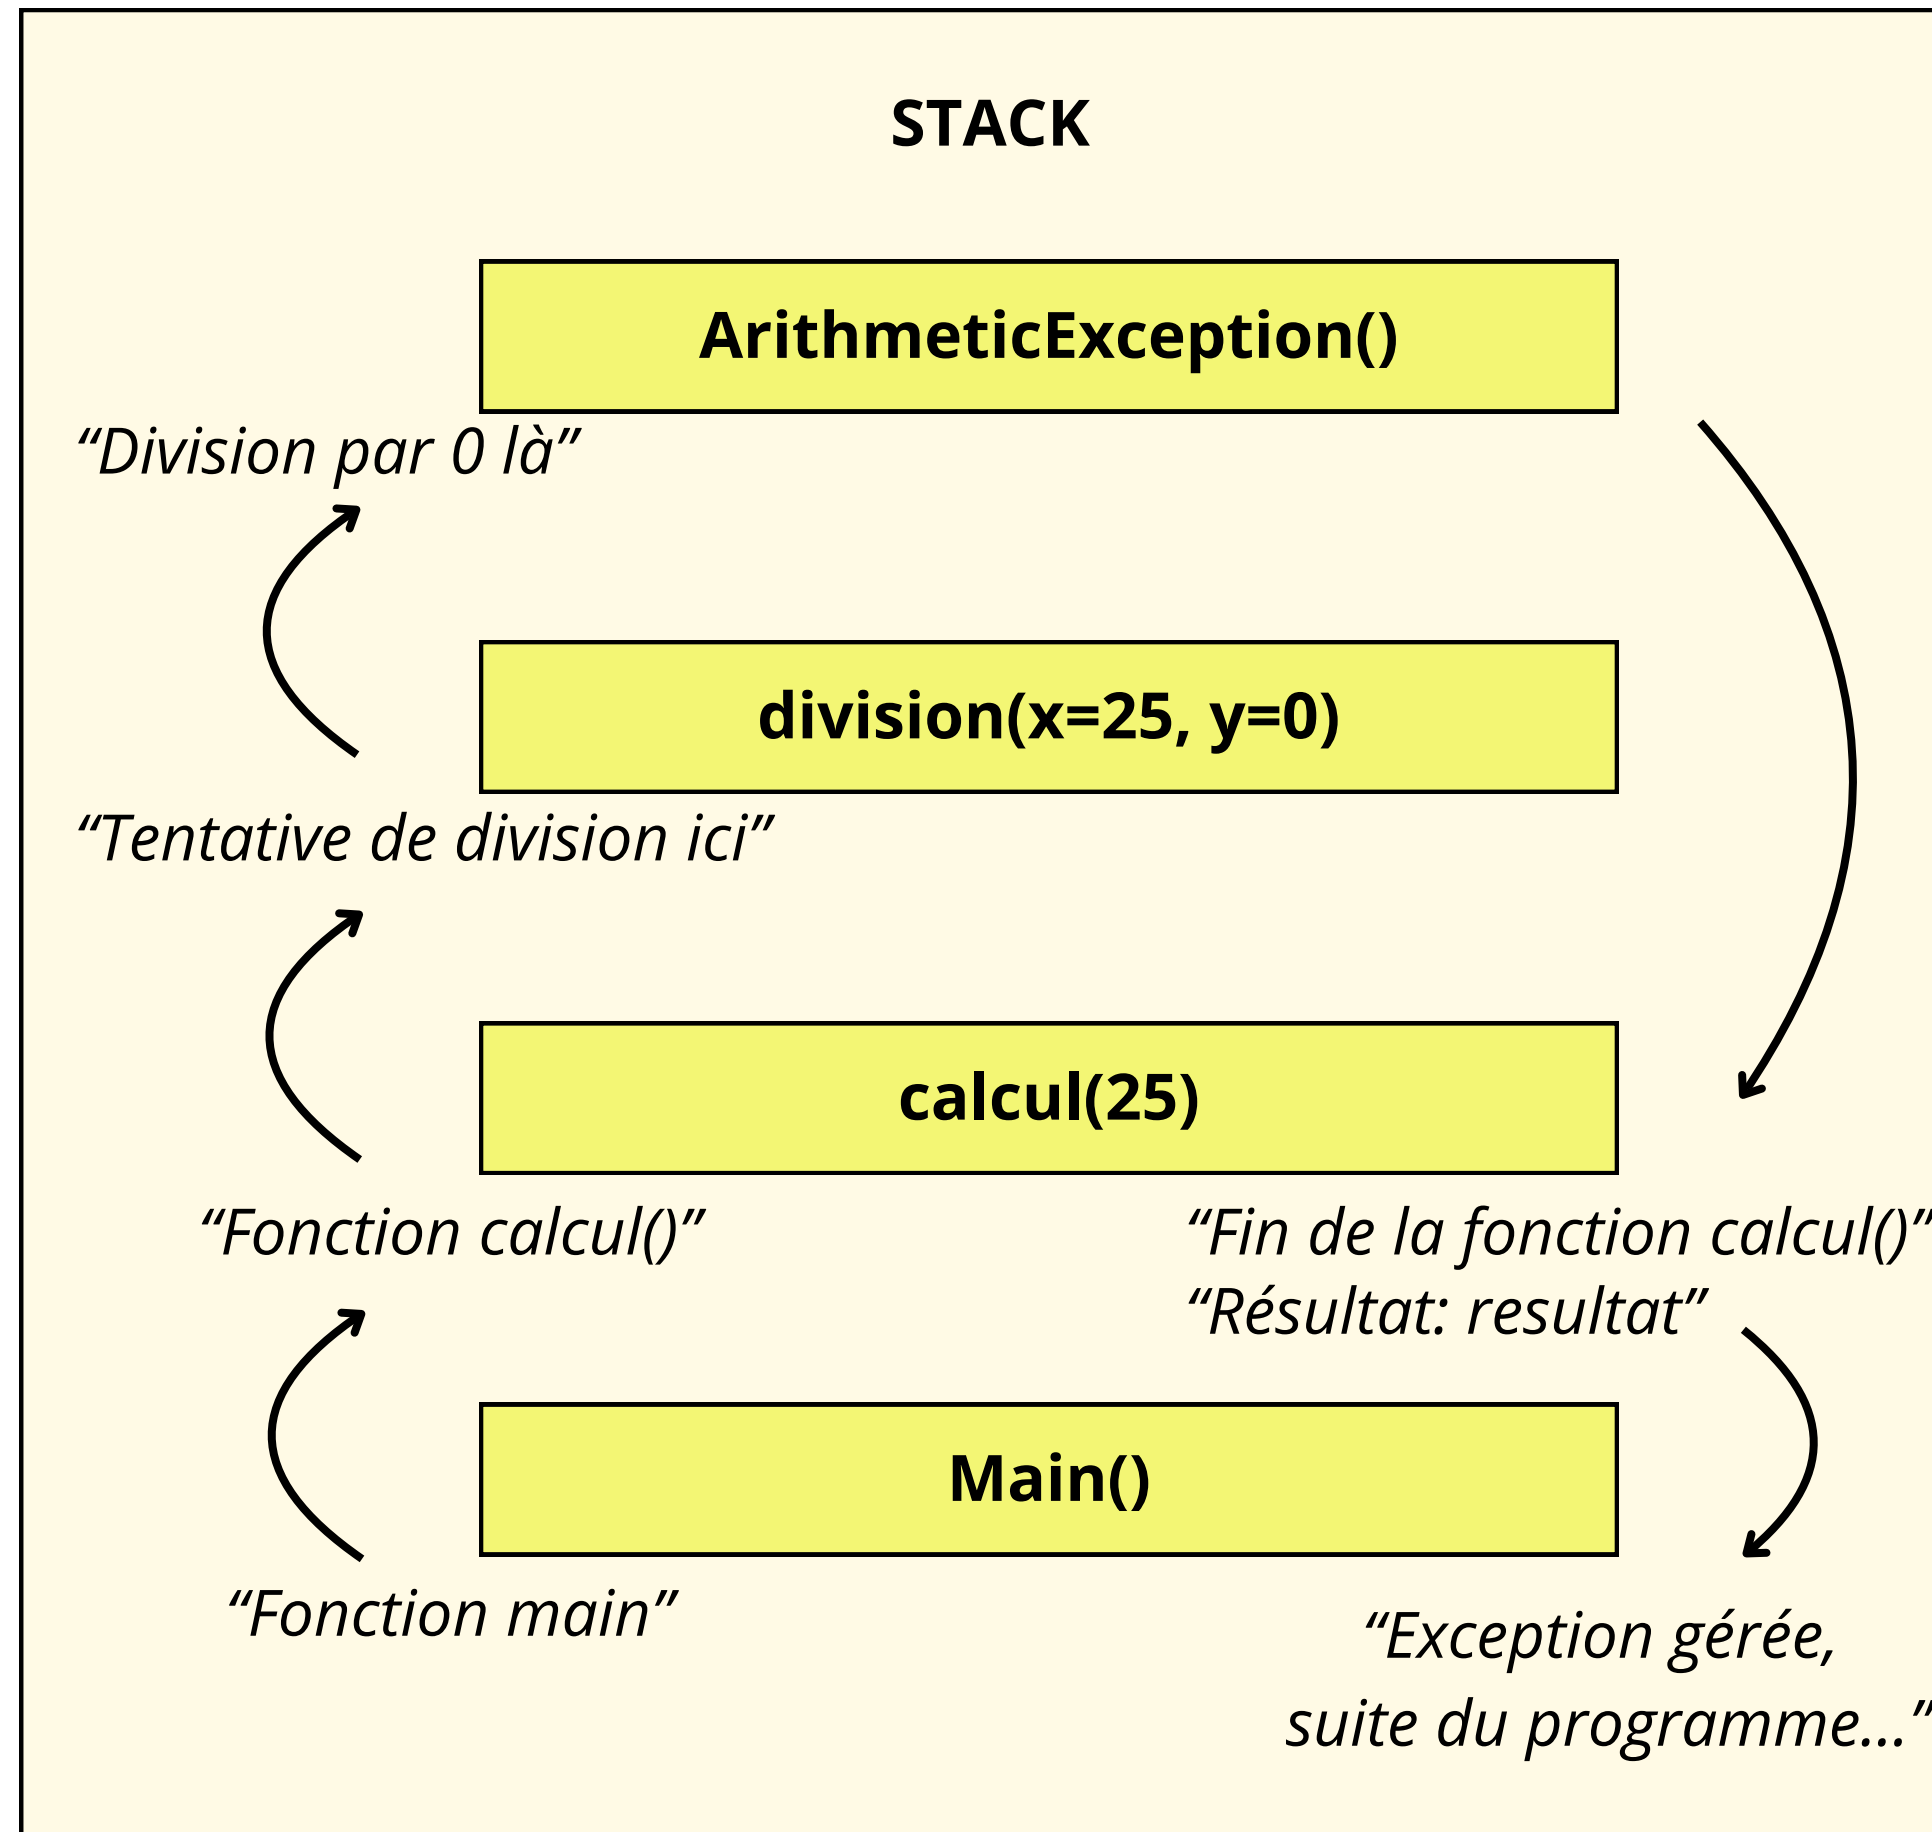 STACK
ArithmeticException()
“Division par 0 là”
division(x=25, y=0)
“Tentative de division ici”
calcul(25)
“Fonction calcul()”
“Fin de la fonction calcul()”
“Résultat: resultat”
Main()
“Fonction main”
“Exception gérée,
suite du programme...”